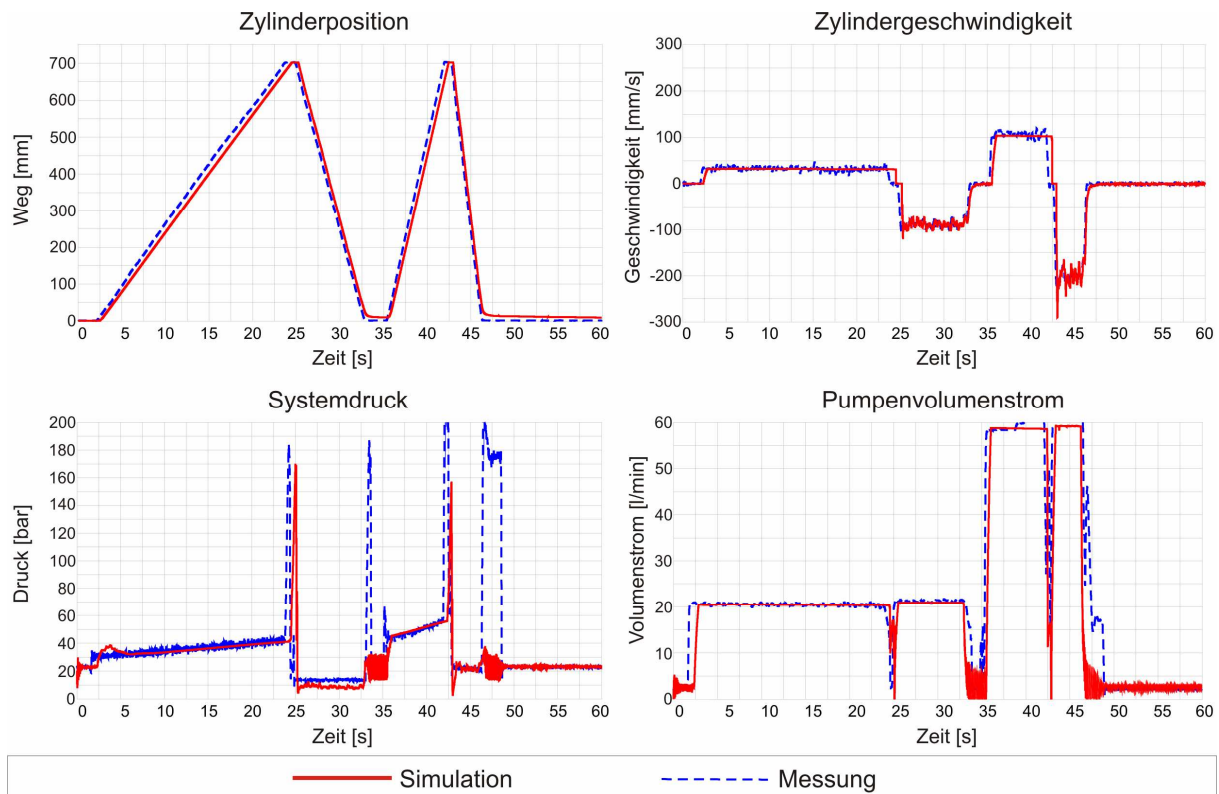 Zylinderposition
700
600
500
400
300
200
100
0
Weg [mm]
0 5 10 15 20 25 30 35 40 45 50 55 60
Zeit [s]
Zylindergeschwindigkeit
300
200
100
0
-100
-200
-300
Geschwindigkeit [mm/s]
0 5 10 15 20 25 30 35 40 45 50 55 60
Zeit [s]
Systemdruck
200
180
160
140
120
100
80
60
40
20
0
Druck [bar]
0 5 10 15 20 25 30 35 40 45 50 55 60
Zeit [s]
Pumpenvolumenstrom
60
50
40
30
20
10
0
Volumenstrom [l/min]
0 5 10 15 20 25 30 35 40 45 50 55 60
Zeit [s]
Simulation Messung